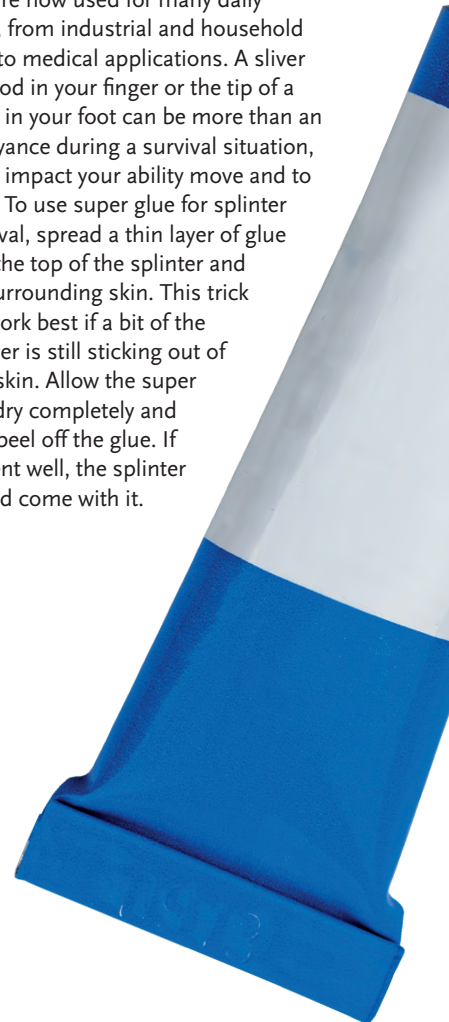 re now used for many daily
, from industrial and household
to medical applications. A sliver
od in your finger or the tip of a
in your foot can be more than an
yance during a survival situation,
impact your ability move and to
To use super glue for splinter
val, spread a thin layer of glue
the top of the splinter and
urrounding skin. This trick
ork best if a bit of the
er is still sticking out of
skin. Allow the super
dry completely and
peel off the glue. If
ent well, the splinter
d come with it.